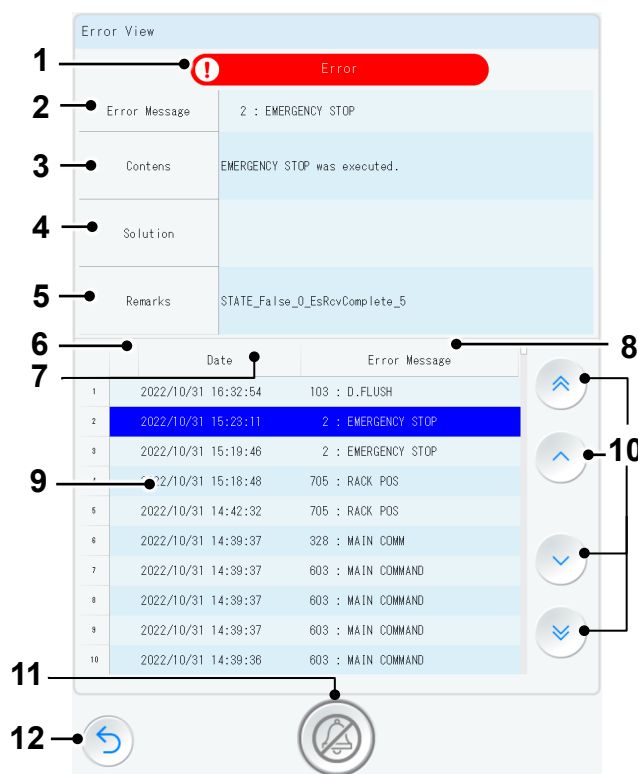 Error View
1
Error
2
Error Message
2 : EMERGENCY STOP
3
Contens
EMERGENCY STOP was executed.
4
Solution
5
Remarks
STATE_False_0_EsRcvComplete_5
6
7
8
Date
Error Message
1 2022/10/31 16:32:54 103 : D.FLUSH
2 2022/10/31 15:23:11 2 : EMERGENCY STOP
3 2022/10/31 15:19:46 2 : EMERGENCY STOP
9
10
2022/10/31 15:18:48 705 : RACK POS
5 2022/10/31 14:42:32 705 : RACK POS
6 2022/10/31 14:39:37 328 : MAIN COMM
7 2022/10/31 14:39:37 603 : MAIN COMMAND
8 2022/10/31 14:39:37 603 : MAIN COMMAND
9 2022/10/31 14:39:37 603 : MAIN COMMAND
10 2022/10/31 14:39:36 603 : MAIN COMMAND
11
12